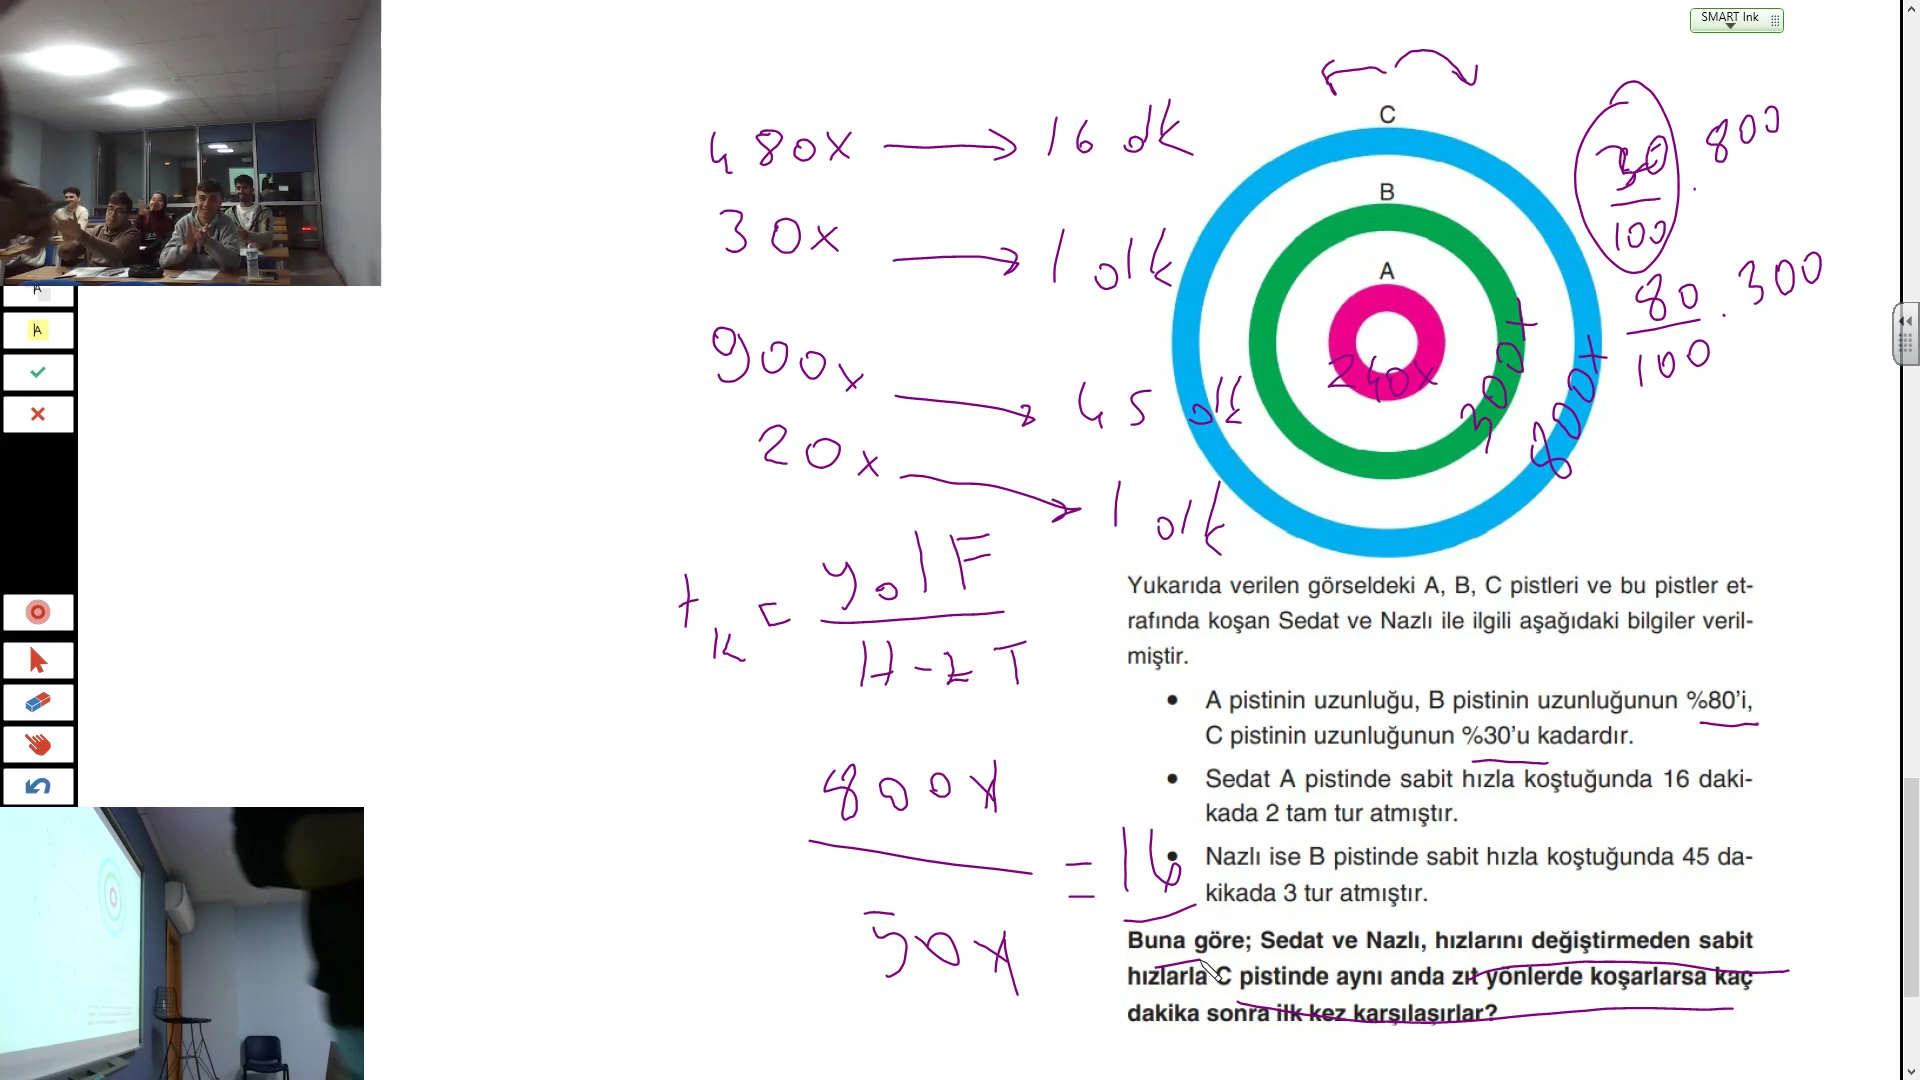 SMART Ink
480x → 16 dk
30x → 1 dk
900x → 45 dk
20x → 1 dk
tk = yolF
HızT
800x
50x
= 16
C
B
A
240x
300x
800x
30
100
. 800
80
100
. 300
Yukarıda verilen görseldeki A, B, C pistleri ve bu pistler et-
rafında koşan Sedat ve Nazlı ile ilgili aşağıdaki bilgiler veril-
miştir.
• A pistinin uzunluğu, B pistinin uzunluğunun %80'i,
C pistinin uzunluğunun %30'u kadardır.
• Sedat A pistinde sabit hızla koştuğunda 16 daki-
kada 2 tam tur atmıştır.
• Nazlı ise B pistinde sabit hızla koştuğunda 45 da-
kikada 3 tur atmıştır.
Buna göre; Sedat ve Nazlı, hızlarını değiştirmeden sabit
hızlarla C pistinde aynı anda zıt yönlerde koşarlarsa kaç
dakika sonra ilk kez karşılaşırlar?